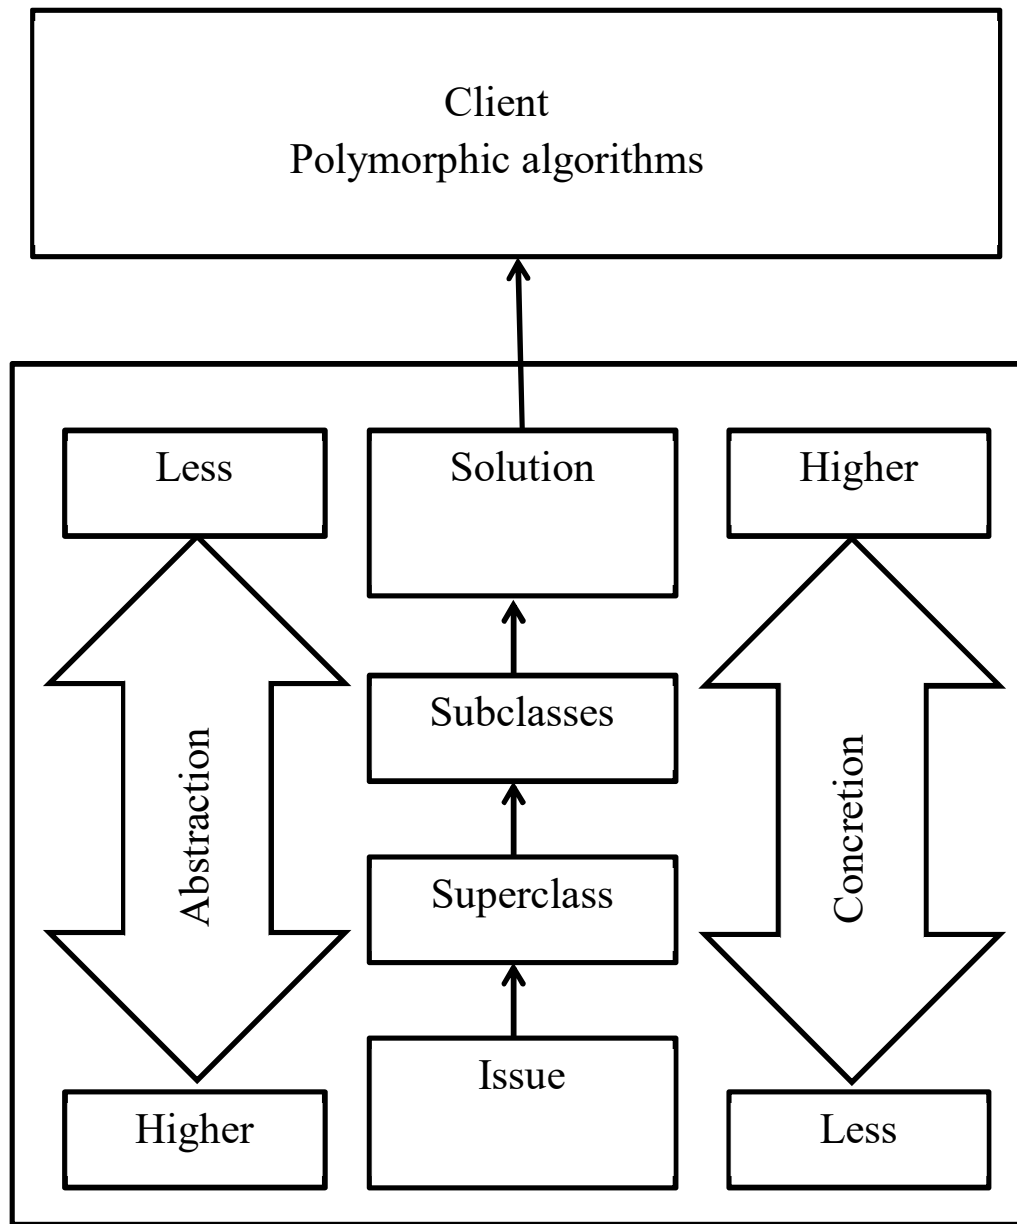 Client
Polymorphic algorithms
Less
Solution
Higher
Subclasses
Abstraction
Concretion
Superclass
Issue
Higher
Less